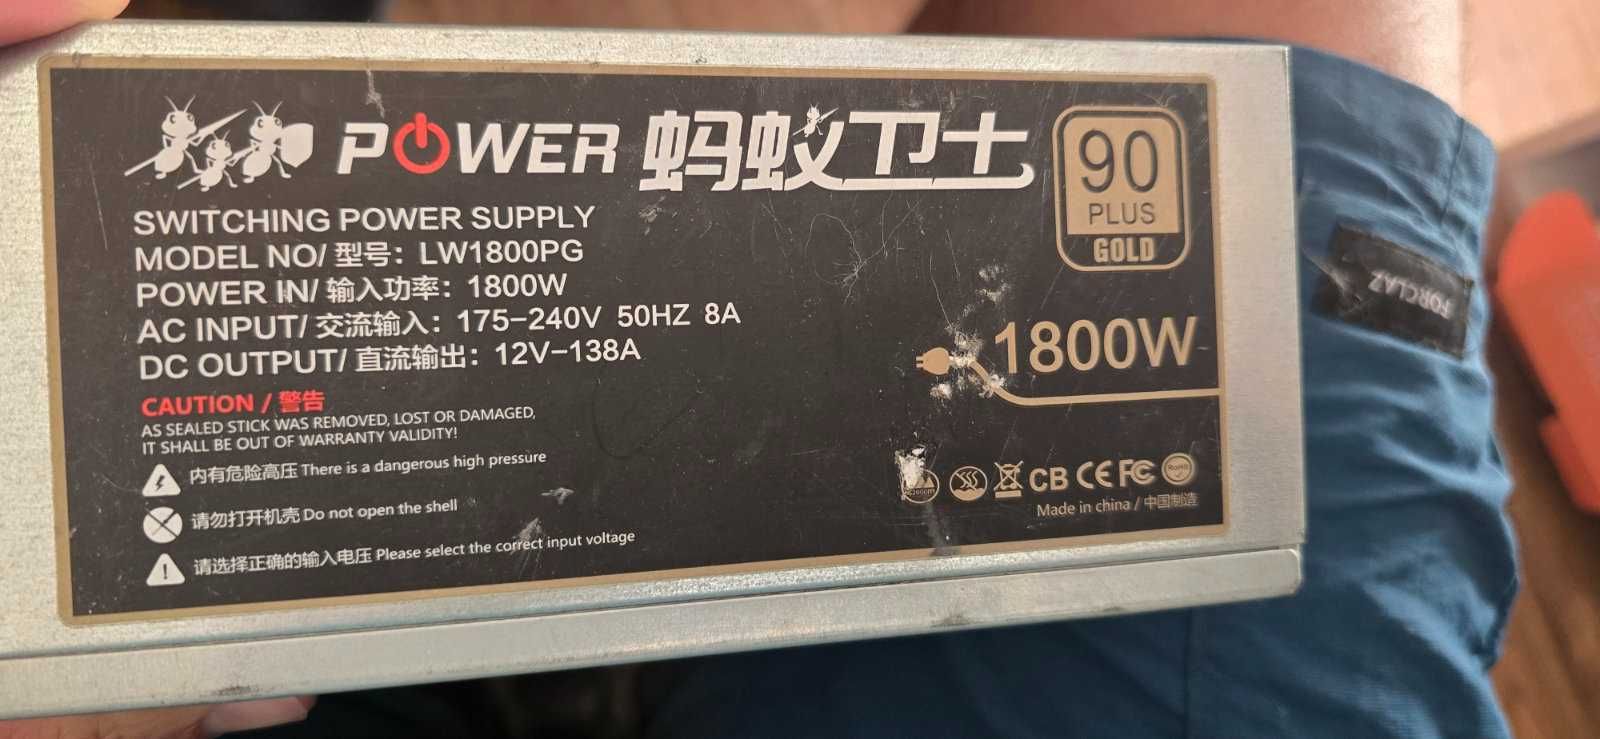 POWER 蚂蚁卫士
90
PLUS
GOLD
SWITCHING POWER SUPPLY
MODEL NO/ 型号: LW1800PG
POWER IN/ 输入功率: 1800W
AC INPUT/ 交流输入: 175-240V 50HZ 8A
DC OUTPUT/ 直流输出: 12V-138A
1800W
CAUTION / 警告
AS SEALED STICK WAS REMOVED, LOST OR DAMAGED,
IT SHALL BE OUT OF WARRANTY VALIDITY!
内有危险高压 There is a dangerous high pressure
请勿打开机壳 Do not open the shell
请选择正确的输入电压 Please select the correct input voltage
CB CE FC RoHS
Made in china / 中国制造
FORCLAZ